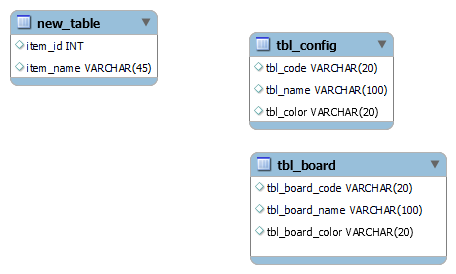 new_table
item_id INT
item_name VARCHAR(45)
tbl_config
tbl_code VARCHAR(20)
tbl_name VARCHAR(100)
tbl_color VARCHAR(20)
tbl_board
tbl_board_code VARCHAR(20)
tbl_board_name VARCHAR(100)
tbl_board_color VARCHAR(20)